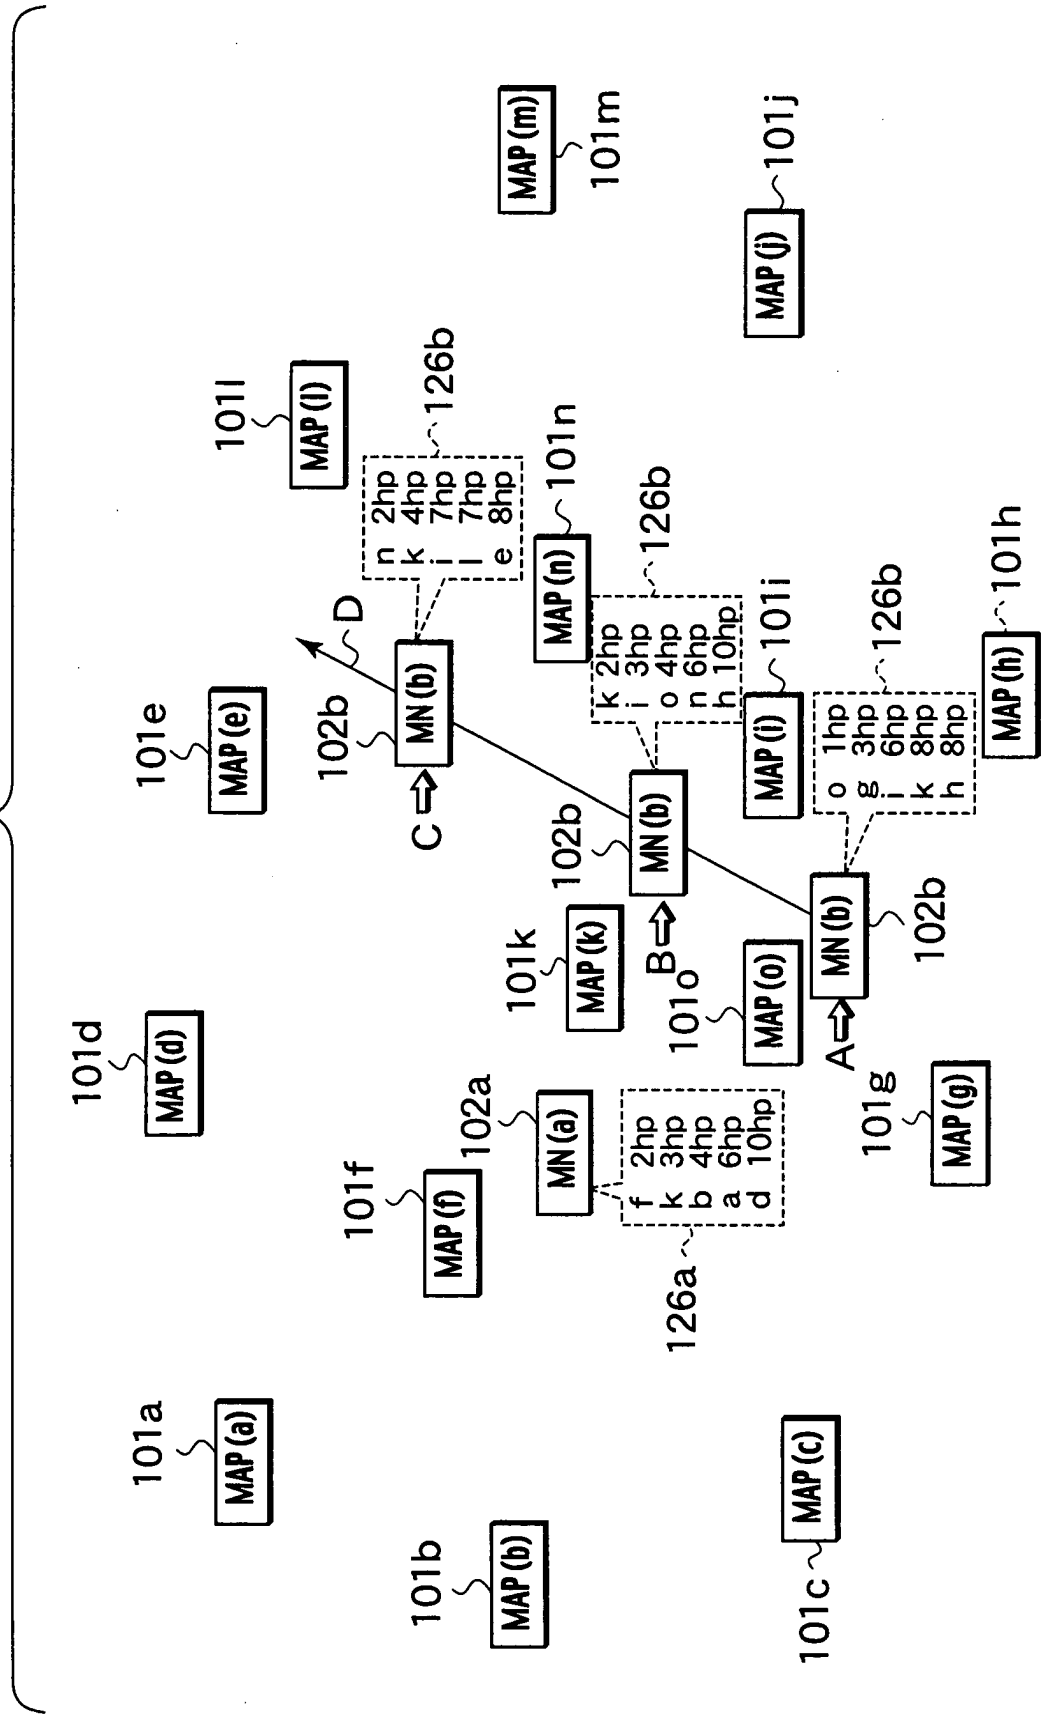 101a
MAP(a)
101b
MAP(b)
101c
MAP(c)
101d
MAP(d)
101e
MAP(e)
101f
MAP(f)
102a
MN(a)
f 2hp
k 3hp
b 4hp
a 6hp
d 10hp
126a
101g
MAP(g)
101k
MAP(k)
101o
MAP(o)
A
MN(b)
102b
o 1hp
g 3hp
i 6hp
k 8hp
h 8hp
126b
B
102b
MN(b)
k 2hp
i 3hp
o 4hp
n 6hp
h 10hp
126b
C
102b
MN(b)
D
n 2hp
k 4hp
i 7hp
l 7hp
e 8hp
126b
101l
MAP(l)
101n
MAP(n)
101i
MAP(i)
101h
MAP(h)
101m
MAP(m)
101j
MAP(j)